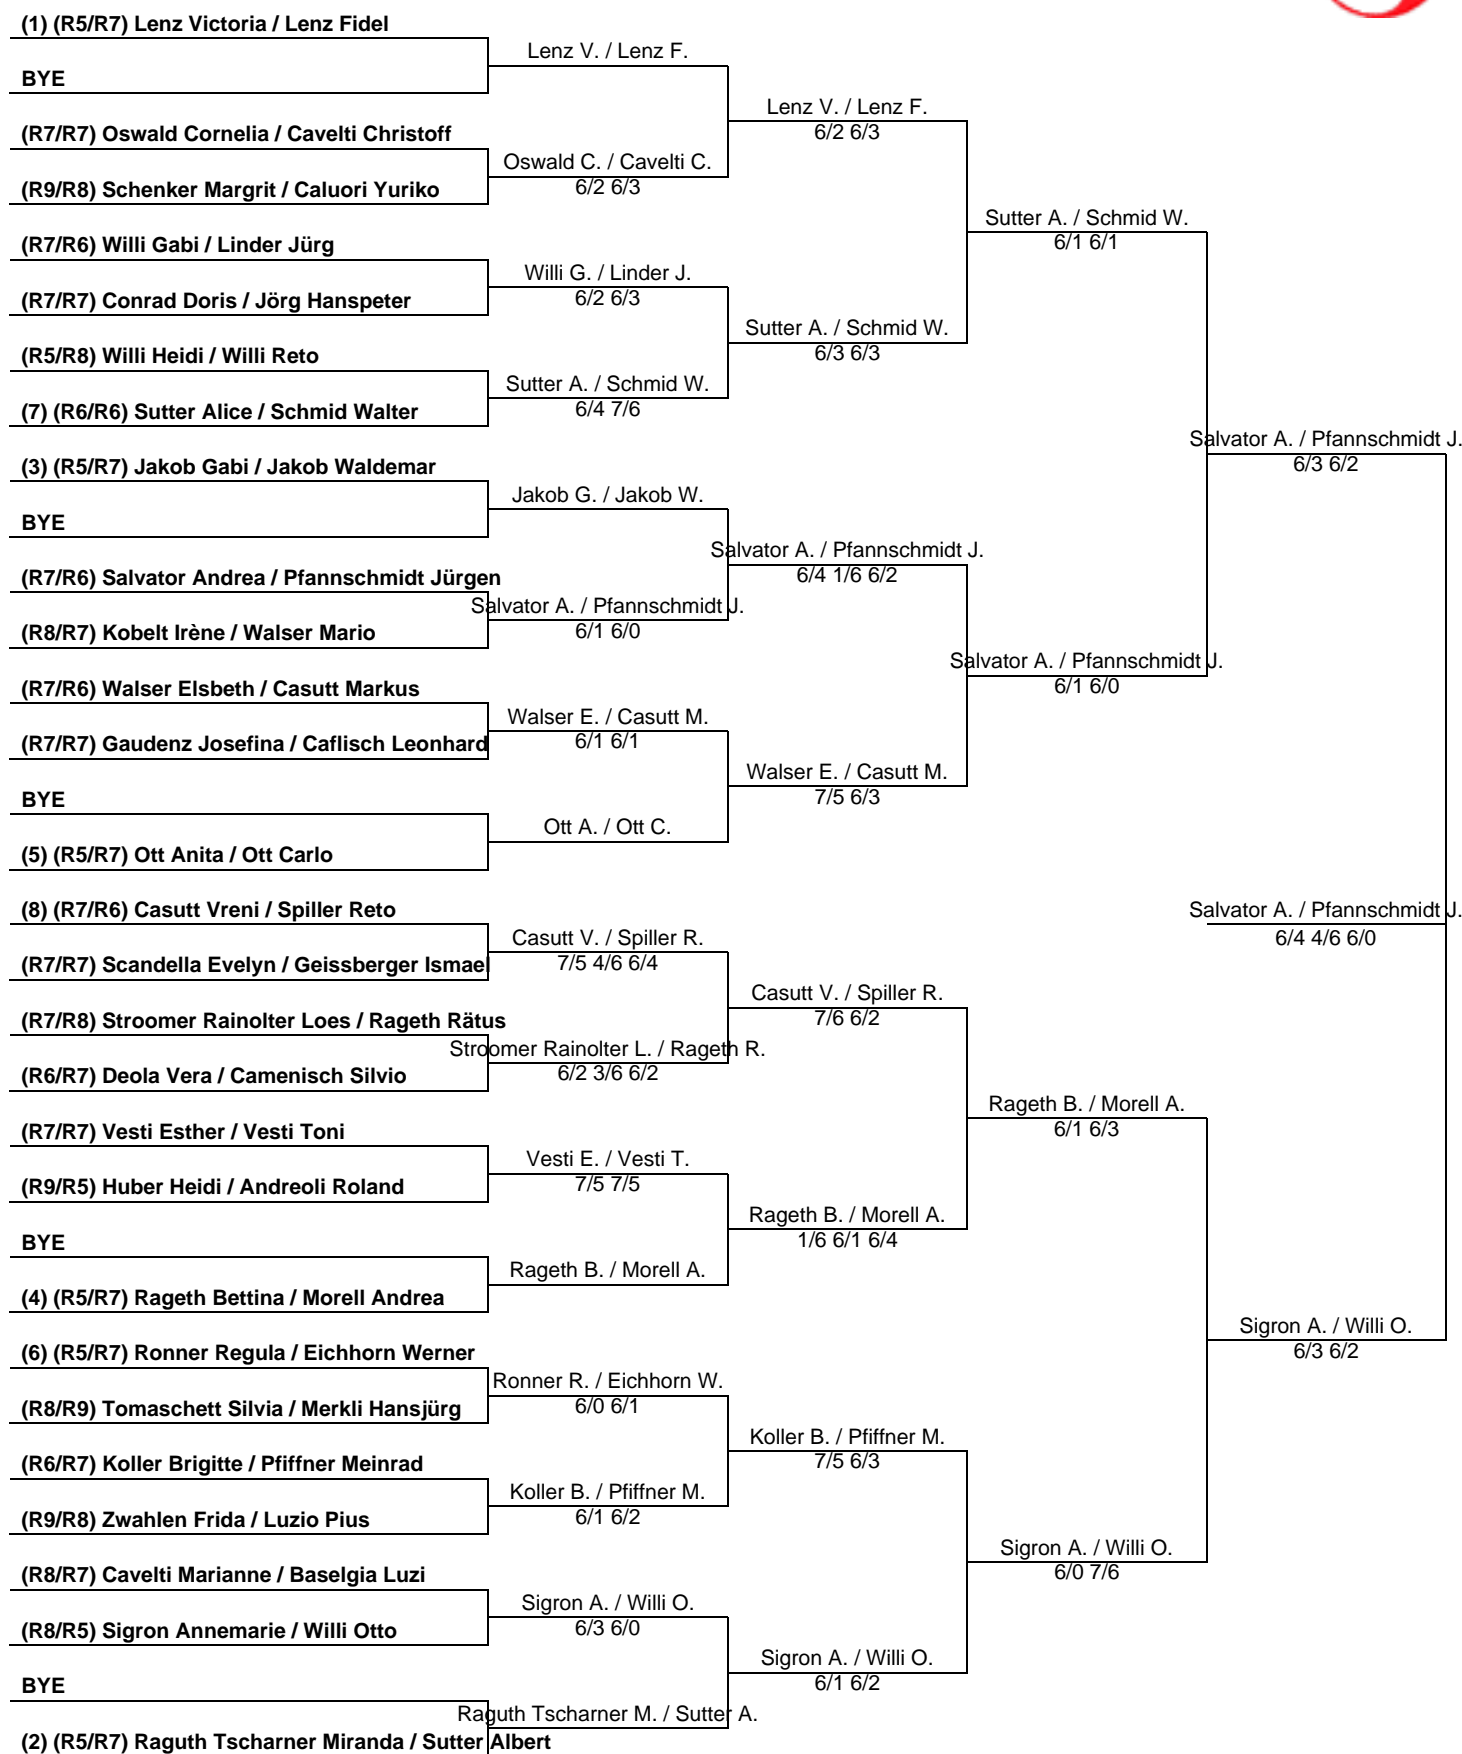 (1) (R5/R7) Lenz Victoria / Lenz Fidel
Lenz V. / Lenz F.
BYE
Lenz V. / Lenz F.
6/2 6/3
(R7/R7) Oswald Cornelia / Cavelti Christoff
Oswald C. / Cavelti C.
6/2 6/3
(R9/R8) Schenker Margrit / Caluori Yuriko
Sutter A. / Schmid W.
6/1 6/1
(R7/R6) Willi Gabi / Linder Jürg
Willi G. / Linder J.
6/2 6/3
(R7/R7) Conrad Doris / Jörg Hanspeter
Sutter A. / Schmid W.
6/3 6/3
(R5/R8) Willi Heidi / Willi Reto
Sutter A. / Schmid W.
6/4 7/6
(7) (R6/R6) Sutter Alice / Schmid Walter
Salvator A. / Pfannschmidt J.
6/3 6/2
(3) (R5/R7) Jakob Gabi / Jakob Waldemar
Jakob G. / Jakob W.
BYE
Salvator A. / Pfannschmidt J.
6/4 1/6 6/2
(R7/R6) Salvator Andrea / Pfannschmidt Jürgen
Salvator A. / Pfannschmidt J.
6/1 6/0
(R8/R7) Kobelt Irène / Walser Mario
Salvator A. / Pfannschmidt J.
6/1 6/0
(R7/R6) Walser Elsbeth / Casutt Markus
Walser E. / Casutt M.
6/1 6/1
(R7/R7) Gaudenz Josefina / Caflisch Leonhard
Walser E. / Casutt M.
7/5 6/3
BYE
Ott A. / Ott C.
(5) (R5/R7) Ott Anita / Ott Carlo
(8) (R7/R6) Casutt Vreni / Spiller Reto
Salvator A. / Pfannschmidt J.
6/4 4/6 6/0
Casutt V. / Spiller R.
7/5 4/6 6/4
(R7/R7) Scandella Evelyn / Geissberger Ismael
Casutt V. / Spiller R.
7/6 6/2
(R7/R8) Stroomer Rainolter Loes / Rageth Rätus
Stroomer Rainolter L. / Rageth R.
6/2 3/6 6/2
(R6/R7) Deola Vera / Camenisch Silvio
Rageth B. / Morell A.
6/1 6/3
(R7/R7) Vesti Esther / Vesti Toni
Vesti E. / Vesti T.
7/5 7/5
(R9/R5) Huber Heidi / Andreoli Roland
Rageth B. / Morell A.
1/6 6/1 6/4
BYE
Rageth B. / Morell A.
(4) (R5/R7) Rageth Bettina / Morell Andrea
Sigron A. / Willi O.
6/3 6/2
(6) (R5/R7) Ronner Regula / Eichhorn Werner
Ronner R. / Eichhorn W.
6/0 6/1
(R8/R9) Tomaschett Silvia / Merkli Hansjürg
Koller B. / Pfiffner M.
7/5 6/3
(R6/R7) Koller Brigitte / Pfiffner Meinrad
Koller B. / Pfiffner M.
6/1 6/2
(R9/R8) Zwahlen Frida / Luzio Pius
Sigron A. / Willi O.
6/0 7/6
(R8/R7) Cavelti Marianne / Baselgia Luzi
Sigron A. / Willi O.
6/3 6/0
(R8/R5) Sigron Annemarie / Willi Otto
Sigron A. / Willi O.
6/1 6/2
BYE
Raguth Tscharner M. / Sutter A.
(2) (R5/R7) Raguth Tscharner Miranda / Sutter Albert